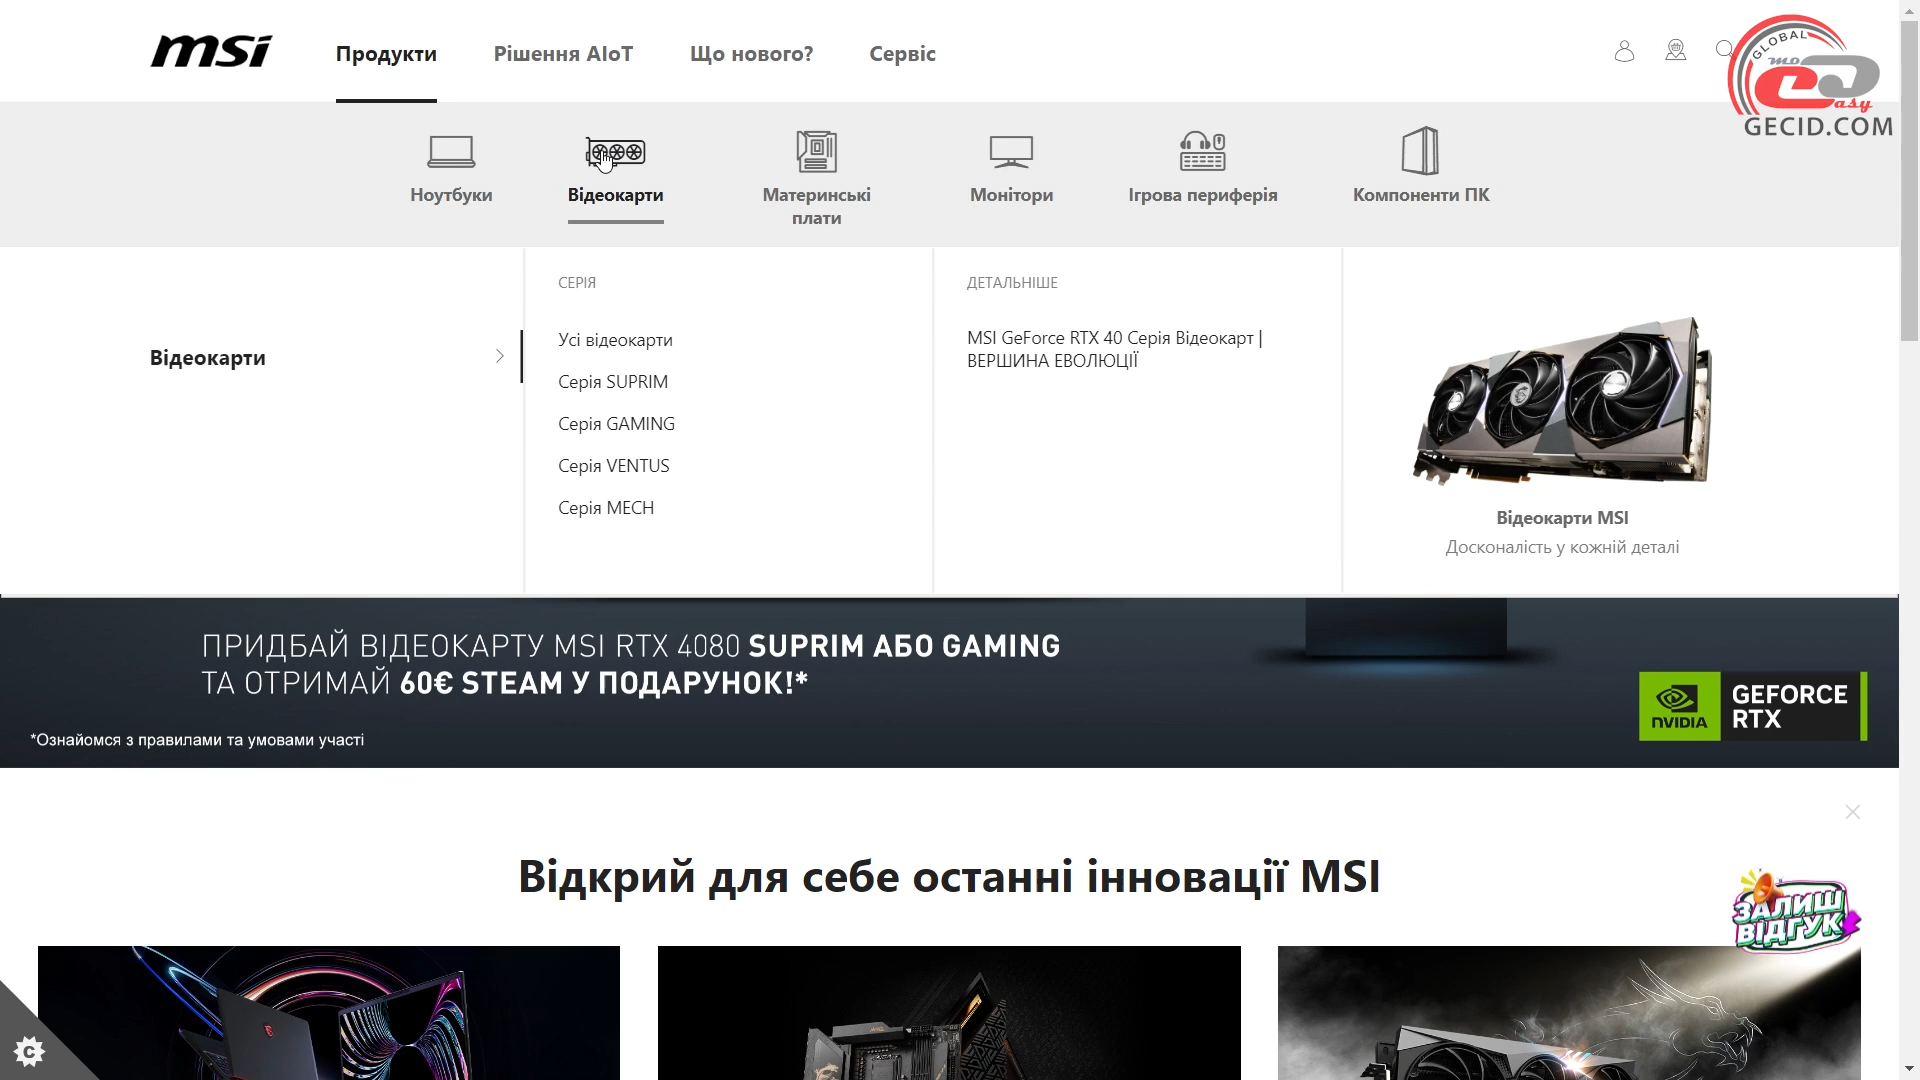 msi
Продукти
Рішення AIoT
Що нового?
Сервіс
GLOBAL
mo
easy
GECID.COM
Ноутбуки
Відеокарти
Материнські
плати
Монітори
Ігрова периферія
Компоненти ПК
Відеокарти
СЕРІЯ
Усі відеокарти
Серія SUPRIM
Серія GAMING
Серія VENTUS
Серія MECH
ДЕТАЛЬНІШЕ
MSI GeForce RTX 40 Серія Відеокарт |
ВЕРШИНА ЕВОЛЮЦІЇ
Відеокарти MSI
Досконалість у кожній деталі
ПРИДБАЙ ВІДЕОКАРТУ MSI RTX 4080 SUPRIM АБО GAMING
ТА ОТРИМАЙ 60€ STEAM У ПОДАРУНОК!*
*Ознайомся з правилами та умовами участі
NVIDIA
GEFORCE
RTX
Відкрий для себе останні інновації MSI
ЗАЛИШ
ВІДГУК